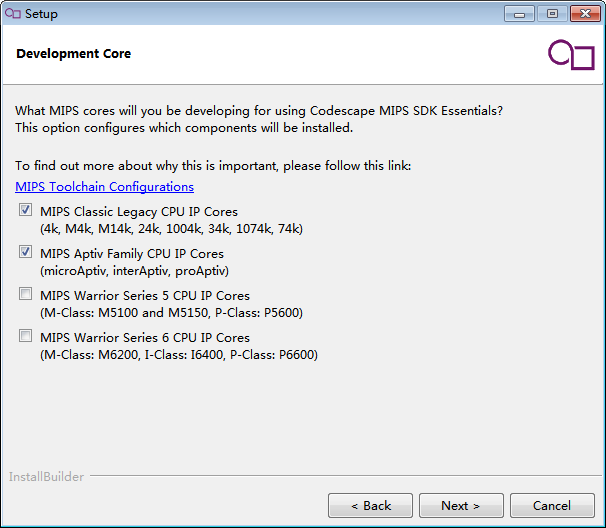 Setup
Development Core
What MIPS cores will you be developing for using Codescape MIPS SDK Essentials?
This option configures which components will be installed.
To find out more about why this is important, please follow this link:
MIPS Toolchain Configurations
MIPS Classic Legacy CPU IP Cores
(4k, M4k, M14k, 24k, 1004k, 34k, 1074k, 74k)
MIPS Aptiv Family CPU IP Cores
(microAptiv, interAptiv, proAptiv)
MIPS Warrior Series 5 CPU IP Cores
(M-Class: M5100 and M5150, P-Class: P5600)
MIPS Warrior Series 6 CPU IP Cores
(M-Class: M6200, I-Class: I6400, P-Class: P6600)
InstallBuilder
< Back Next > Cancel